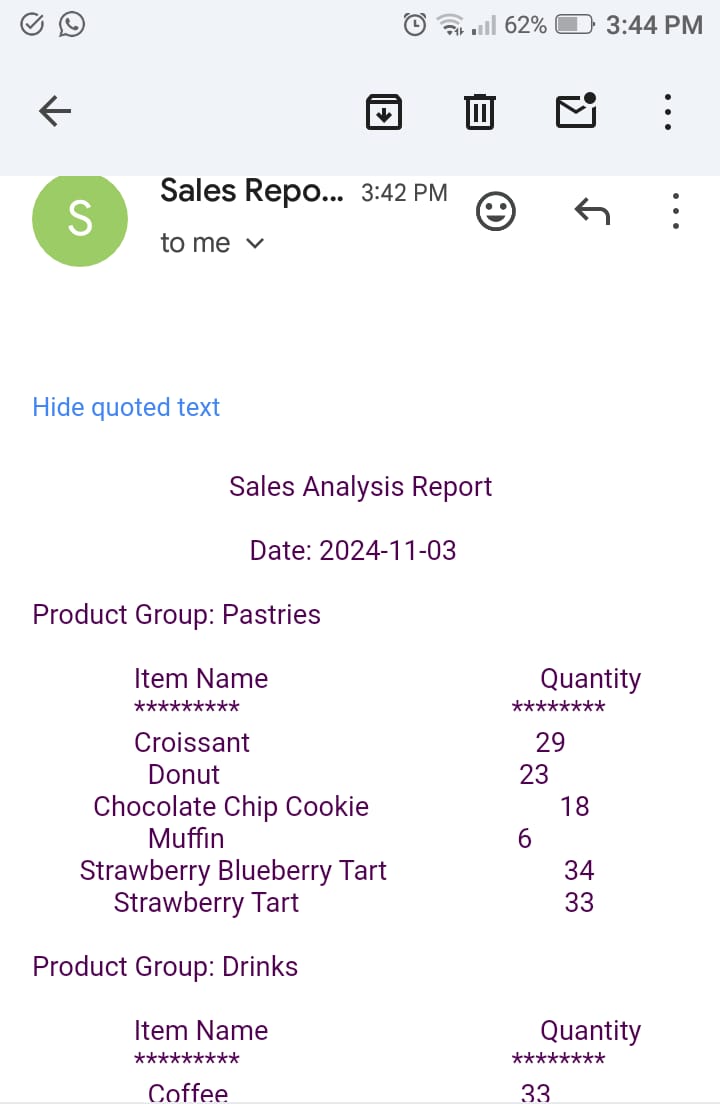 62% 3:44 PM
Sales Repo... 3:42 PM
S
to me
Hide quoted text
Sales Analysis Report
Date: 2024-11-03
Product Group: Pastries
Item Name Quantity
********* ********
Croissant 29
Donut 23
Chocolate Chip Cookie 18
Muffin 6
Strawberry Blueberry Tart 34
Strawberry Tart 33
Product Group: Drinks
Item Name Quantity
********* ********
Coffee 33